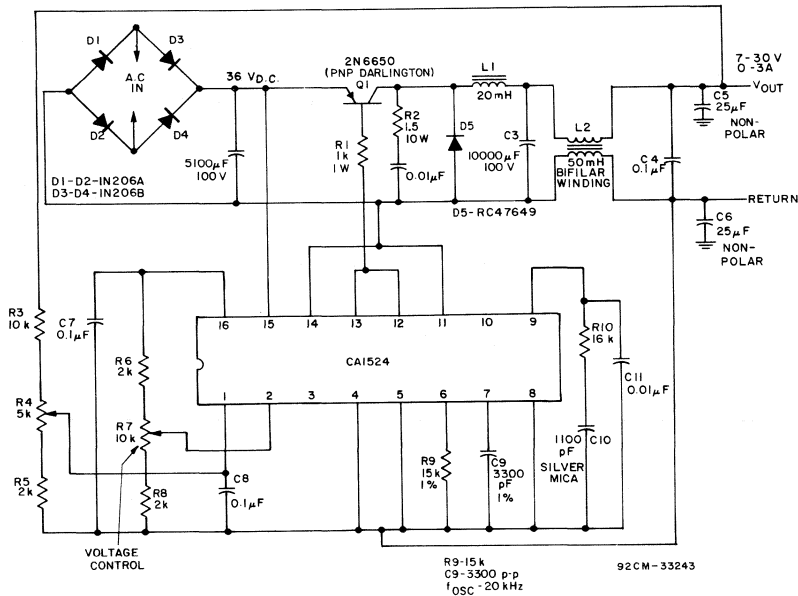 D1
D3
A.C
IN
D2
D4
D1-D2-IN206A
D3-D4-IN206B
36 V D.C.
5100µF
100 V
2N6650
(PNP DARLINGTON)
Q1
R1
1k
1W
R2
1.5
10W
0.01µF
D5
D5-RC47649
L1
20mH
C3
10000µF
100 V
L2
50mH
BIFILAR
WINDING
C4
0.1µF
7-30V
0-3A
VOUT
C5
25µF
NON-
POLAR
RETURN
C6
25µF
NON-
POLAR
R3
10k
C7
0.1µF
R4
5k
R5
2k
R6
2k
R7
10k
R8
2k
VOLTAGE
CONTROL
C8
0.1µF
16
15
14
13
12
11
10
9
CA1524
1
2
3
4
5
6
7
8
R9
15k
1%
C9
3300
pF
1%
R10
16k
C11
0.01µF
1100
pF
C10
SILVER
MICA
R9-15k
C9-3300 p-p
fOSC-20kHz
92CM-33243